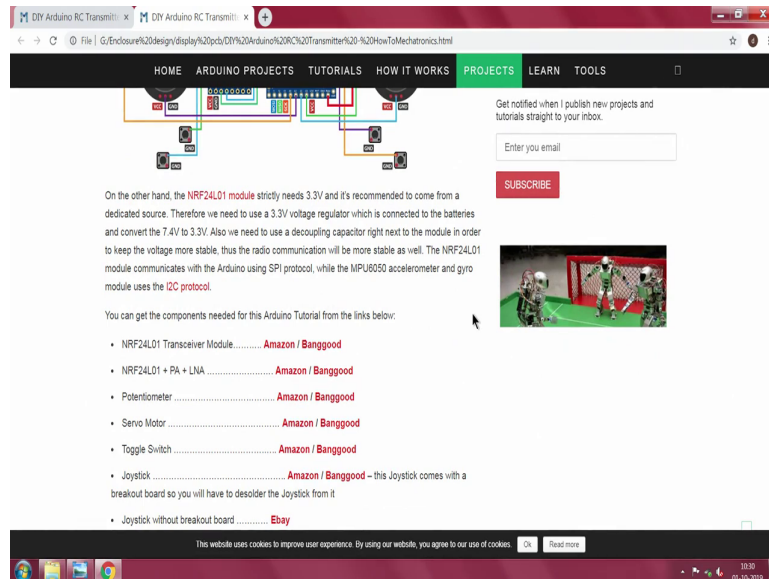 DIY Arduino RC Transmitt
DIY Arduino RC Transmitt
File | G:/Enclosure%20design/display%20pcb/DIY%20Arduino%20RC%20Transmitter%20-%20HowToMechatronics.html
HOME ARDUINO PROJECTS TUTORIALS HOW IT WORKS PROJECTS LEARN TOOLS
VCC GND
VCC GND
GND
GND
GND
GND
Get notified when I publish new projects and
tutorials straight to your inbox.
Enter you email
SUBSCRIBE
On the other hand, the NRF24L01 module strictly needs 3.3V and it's recommended to come from a
dedicated source. Therefore we need to use a 3.3V voltage regulator which is connected to the batteries
and convert the 7.4V to 3.3V. Also we need to use a decoupling capacitor right next to the module in order
to keep the voltage more stable, thus the radio communication will be more stable as well. The NRF24L01
module communicates with the Arduino using SPI protocol, while the MPU6050 accelerometer and gyro
module uses the I2C protocol.
You can get the components needed for this Arduino Tutorial from the links below:
• NRF24L01 Transceiver Module……….. Amazon / Banggood
• NRF24L01 + PA + LNA ……………………. Amazon / Banggood
• Potentiometer ………………………………. Amazon / Banggood
• Servo Motor …………………………………. Amazon / Banggood
• Toggle Switch ………………………………. Amazon / Banggood
• Joystick ………………………………………… Amazon / Banggood – this Joystick comes with a
breakout board so you will have to desolder the Joystick from it
• Joystick without breakout board ………… Ebay
This website uses cookies to improve user experience. By using our website, you agree to our use of cookies. Ok Read more
10:30
01-10-2019